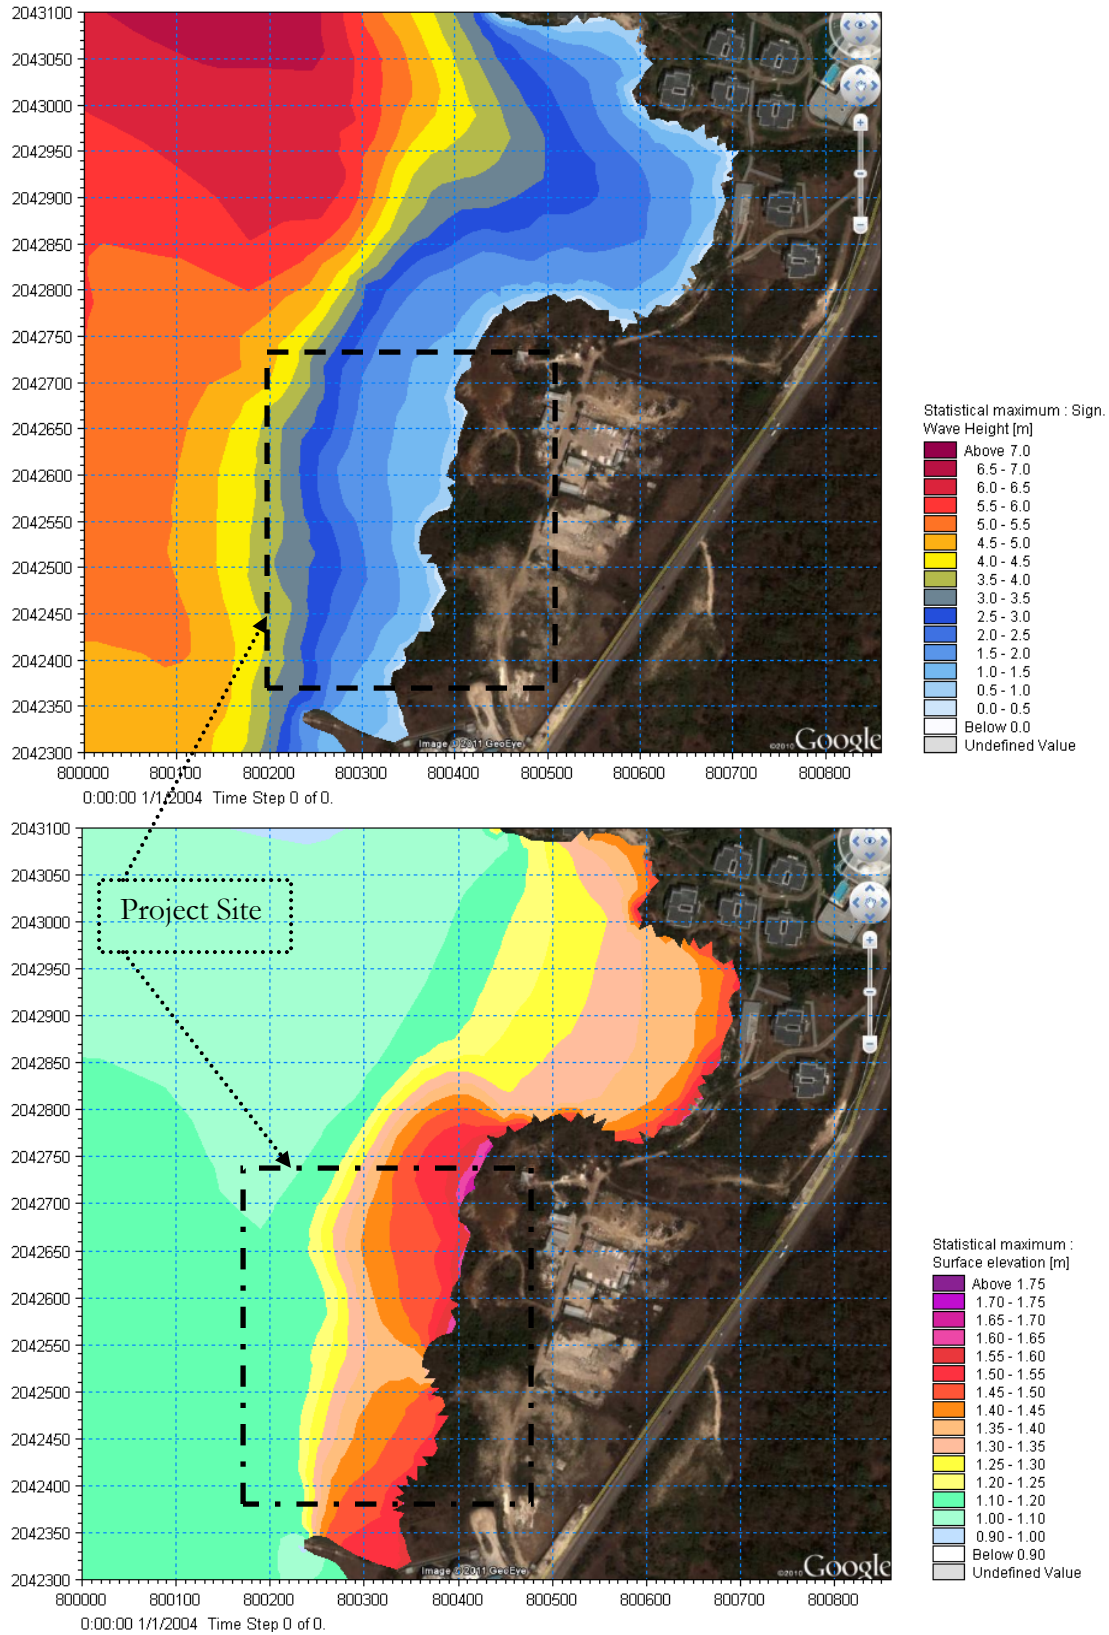 2043100
2043050
2043000
2042950
2042900
2042850
2042800
2042750
2042700
2042650
2042600
2042550
2042500
2042450
2042400
2042350
2042300
800000
800100
800200
800300
800400
800500
800600
800700
800800
Image © 2011 GeoEye
©2010 Google
0:00:00 1/1/2004 Time Step 0 of 0.
Statistical maximum : Sign.
Wave Height [m]
Above 7.0
6.5 - 7.0
6.0 - 6.5
5.5 - 6.0
5.0 - 5.5
4.5 - 5.0
4.0 - 4.5
3.5 - 4.0
3.0 - 3.5
2.5 - 3.0
2.0 - 2.5
1.5 - 2.0
1.0 - 1.5
0.5 - 1.0
0.0 - 0.5
Below 0.0
Undefined Value
Project Site
2043100
2043050
2043000
2042950
2042900
2042850
2042800
2042750
2042700
2042650
2042600
2042550
2042500
2042450
2042400
2042350
2042300
800000
800100
800200
800300
800400
800500
800600
800700
800800
Image © 2011 GeoEye
©2010 Google
0:00:00 1/1/2004 Time Step 0 of 0.
Statistical maximum :
Surface elevation [m]
Above 1.75
1.70 - 1.75
1.65 - 1.70
1.60 - 1.65
1.55 - 1.60
1.50 - 1.55
1.45 - 1.50
1.40 - 1.45
1.35 - 1.40
1.30 - 1.35
1.25 - 1.30
1.20 - 1.25
1.10 - 1.20
1.00 - 1.10
0.90 - 1.00
Below 0.90
Undefined Value